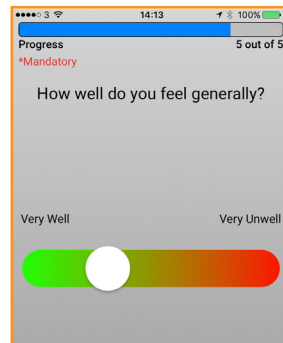 3 14:13 100%
Progress 5 out of 5
*Mandatory
How well do you feel generally?
Very Well Very Unwell